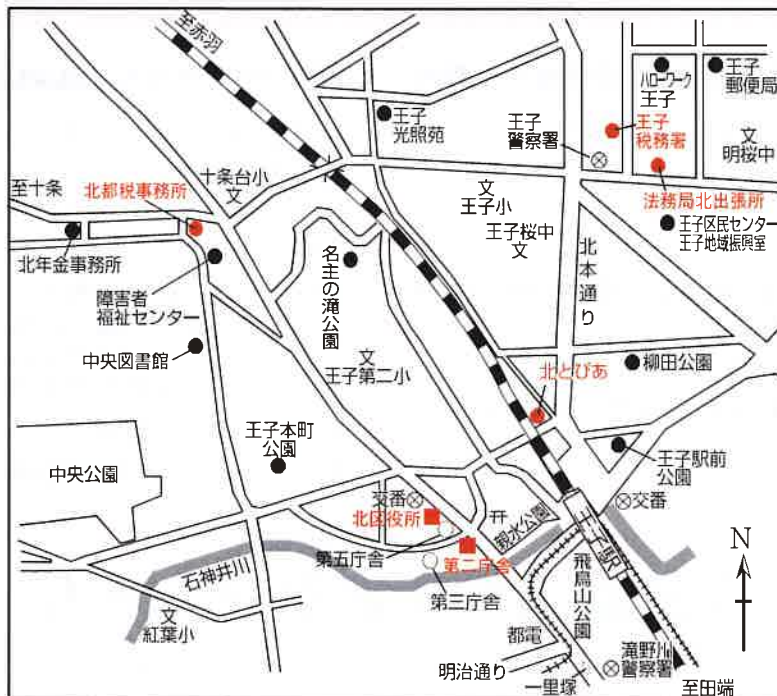 至赤羽
ハローワーク
王子
王子
郵便局
王子
光照苑
王子
警察署
王子
税務署
文
明桜中
十条台小
文
至十条
北都税事務所
文
王子小
法務局北出張所
王子桜中
文
王子区民センター
王子地域振興室
北年金事務所
障害者
福祉センター
名主の滝公園
北本通り
中央図書館
文
王子第二小
北とぴあ
柳田公園
王子本町
公園
中央公園
王子駅前
公園
交番
交番
北区役所
親水公園
王子駅
第五庁舎
第二庁舎
石神井川
第三庁舎
飛鳥山公園
N
文
紅葉小
都電
明治通り
滝野川
警察署
一里塚
至田端